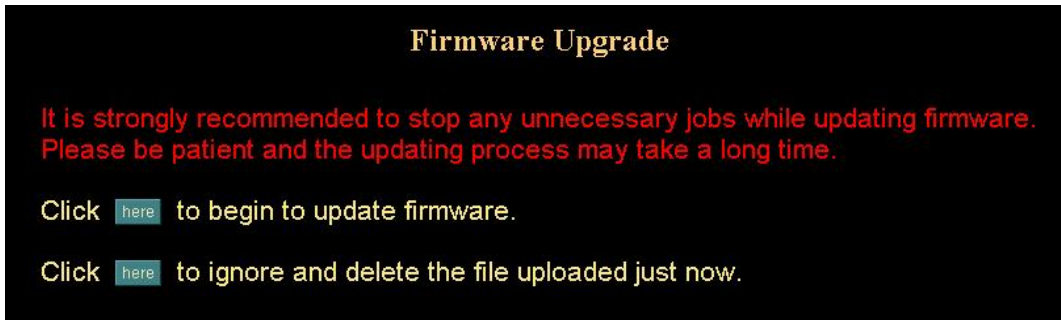 Firmware Upgrade
It is strongly recommended to stop any unnecessary jobs while updating firmware.
Please be patient and the updating process may take a long time.
Click here to begin to update firmware.
Click here to ignore and delete the file uploaded just now.